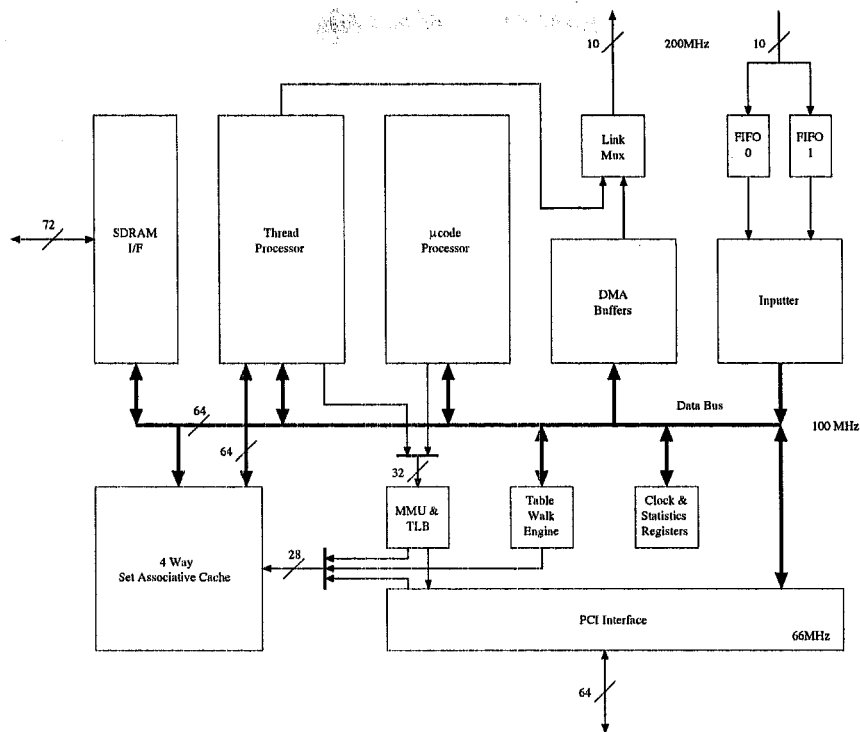 10
200MHz
10
Link
Mux
FIFO
0
FIFO
1
72
SDRAM
I/F
Thread
Processor
μcode
Processor
DMA
Buffers
Inputter
64
Data Bus
100 MHz
64
32
MMU &
TLB
Table
Walk
Engine
Clock &
Statistics
Registers
28
4 Way
Set Associative Cache
PCI Interface
66MHz
64